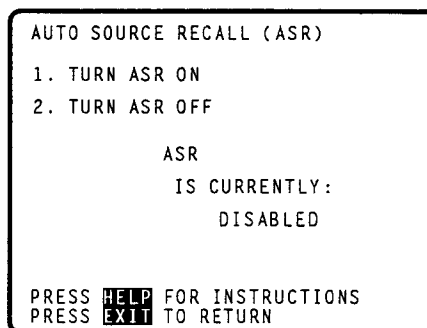 AUTO SOURCE RECALL (ASR)
1. TURN ASR ON
2. TURN ASR OFF
ASR
IS CURRENTLY:
DISABLED
PRESS HELP FOR INSTRUCTIONS
PRESS EXIT TO RETURN